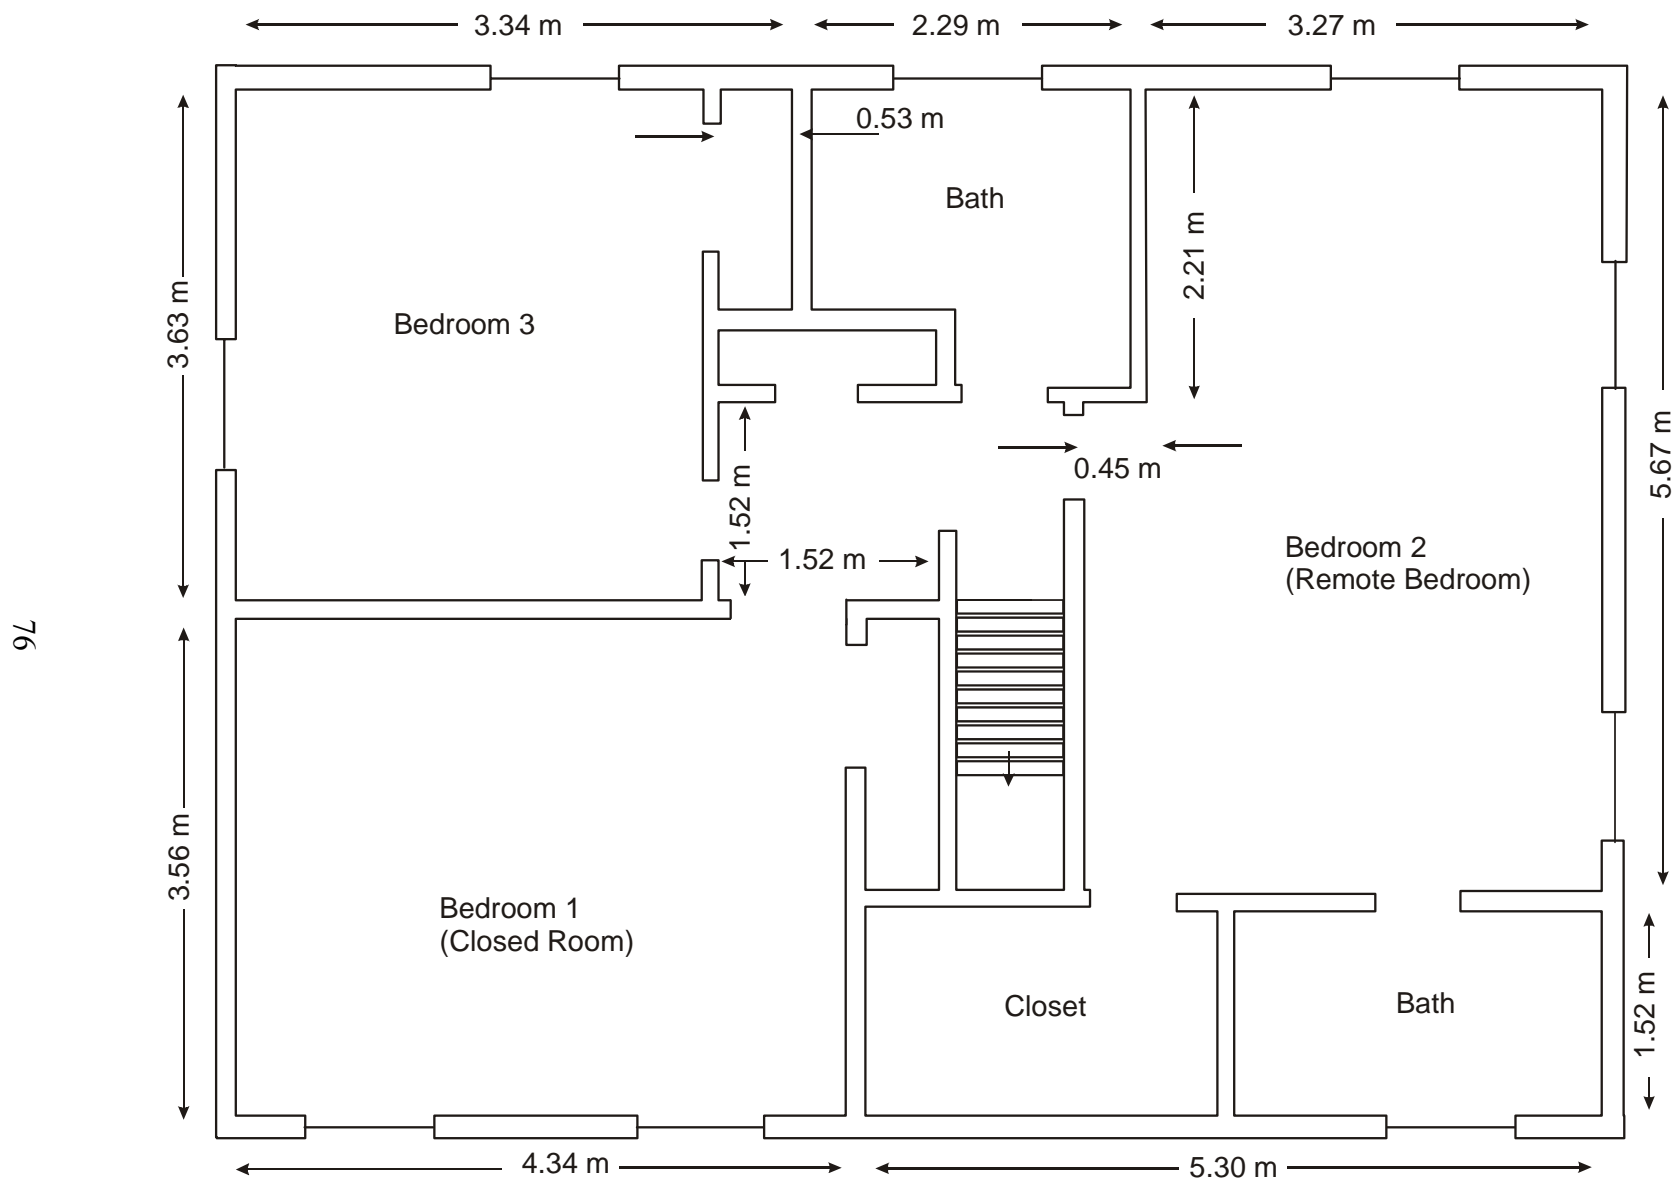 3.34 m
2.29 m
3.27 m
0.53 m
Bath
2.21 m
3.63 m
Bedroom 3
5.67 m
0.45 m
1.52 m
1.52 m
Bedroom 2
(Remote Bedroom)
76
3.56 m
Bedroom 1
(Closed Room)
Closet
Bath
1.52 m
4.34 m
5.30 m